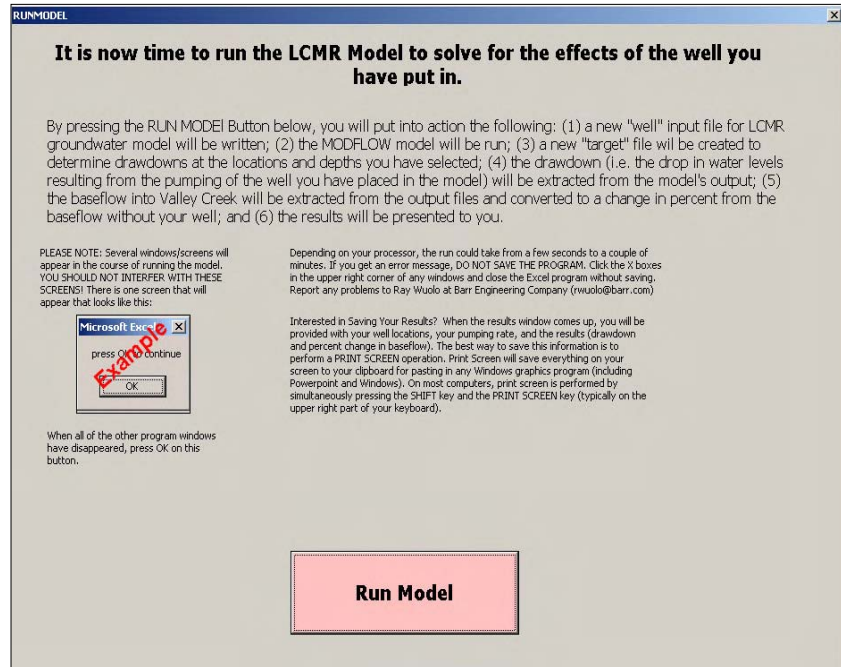 RUNMODEL
It is now time to run the LCMR Model to solve for the effects of the well you
have put in.
By pressing the RUN MODEl Button below, you will put into action the following: (1) a new "well" input file for LCMR
groundwater model will be written; (2) the MODFLOW model will be run; (3) a new "target" file wil be created to
determine drawdowns at the locations and depths you have selected; (4) the drawdown (i.e. the drop in water levels
resulting from the pumping of the well you have placed in the model) will be extracted from the model's output; (5)
the baseflow into Valley Creek will be extracted from the output files and converted to a change in percent from the
baseflow without your well; and (6) the results will be presented to you.
PLEASE NOTE: Several windows/screens will
appear in the course of running the model.
YOU SHOULD NOT INTERFER WITH THESE
SCREENS! There is one screen that will
appear that looks like this:
Microsoft Excel
press OK to continue
OK
Example
When all of the other program windows
have disappeared, press OK on this
button.
Depending on your processor, the run could take from a few seconds to a couple of
minutes. If you get an error message, DO NOT SAVE THE PROGRAM. Click the X boxes
in the upper right corner of any windows and close the Excel program without saving.
Report any problems to Ray Wuolo at Barr Engineering Company (rwuolo@barr.com)
Interested in Saving Your Results? When the results window comes up, you will be
provided with your well locations, your pumping rate, and the results (drawdown
and percent change in baseflow). The best way to save this information is to
perform a PRINT SCREEN operation. Print Screen will save everything on your
screen to your clipboard for pasting in any Windows graphics program (including
Powerpoint and Windows). On most computers, print screen is performed by
simultaneously pressing the SHIFT key and the PRINT SCREEN key (typically on the
upper right part of your keyboard).
Run Model